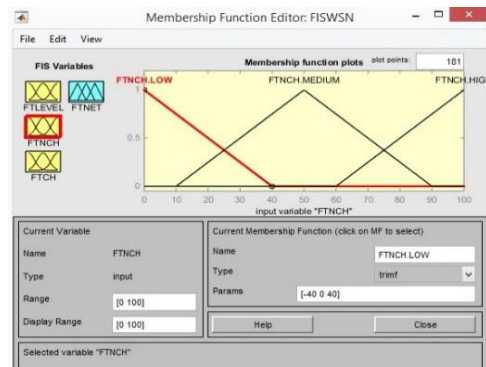 Membership Function Editor: FISWSN
File Edit View
FIS Variables
Membership function plots plot points: 181
FTLEVEL FTNET
FTNCH
FTCH
FTNCH.LOW FTNCH.MEDIUM FTNCH.HIG
1
0.5
0
0 10 20 30 40 50 60 70 80 90 100
input variable "FTNCH"
Current Variable
Name FTNCH
Type input
Range [0 100]
Display Range [0 100]
Current Membership Function (click on MF to select)
Name FTNCH.LOW
Type trimf
Params [-40 0 40]
Help Close
Selected variable "FTNCH"